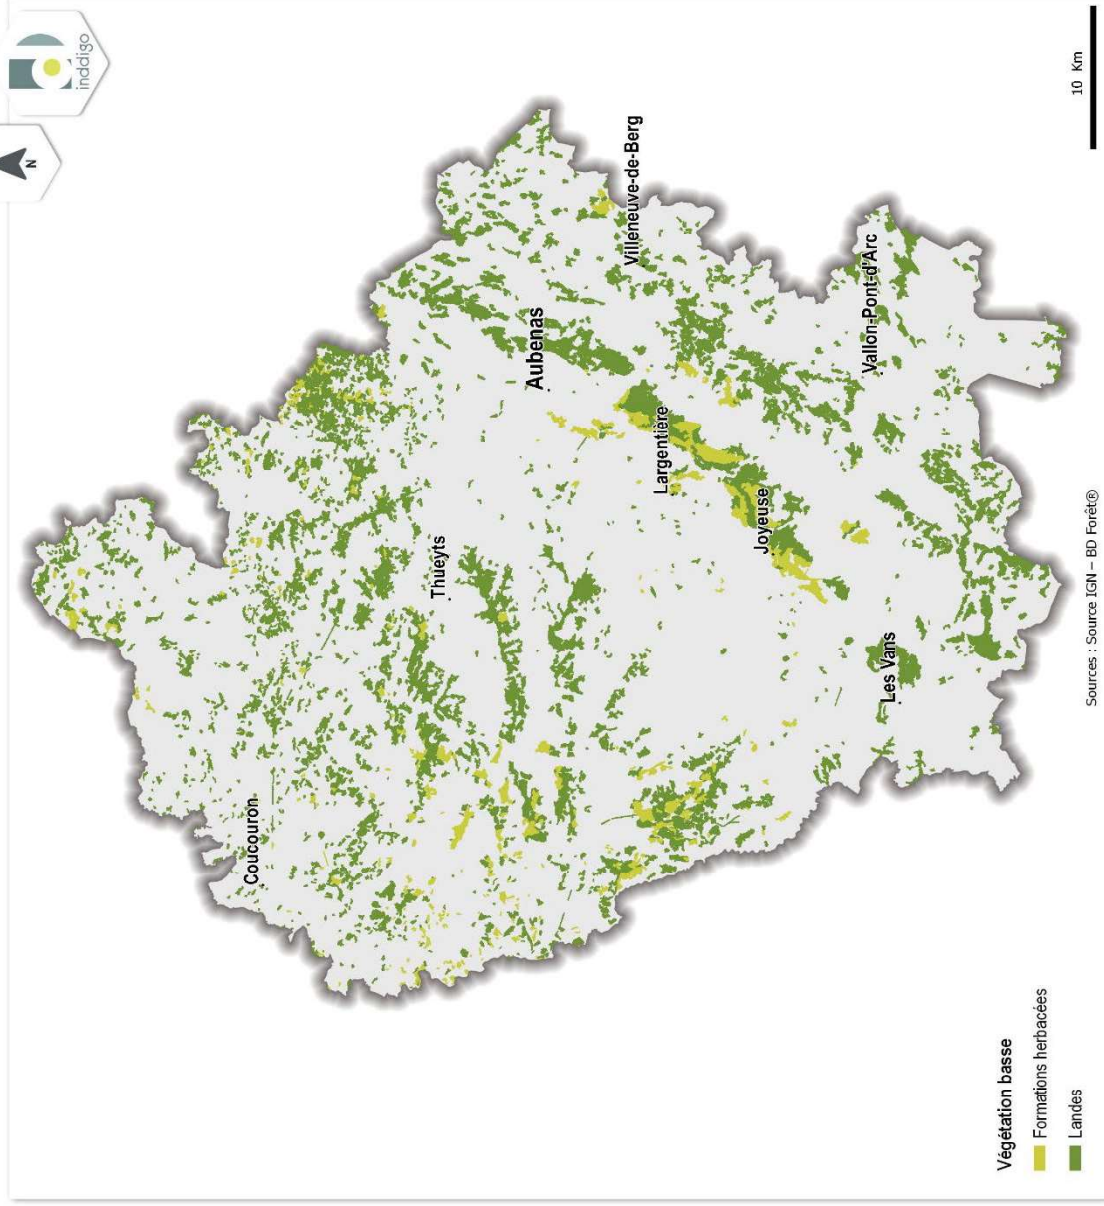 inddigo
N
10 Km
Villeneuve-de-Berg
Vallon-Pont-d'Arc
Aubenas
Largentière
Joyeuse
Thueyts
Les Vans
Coucouron
Végétation basse
Formations herbacées
Landes
Sources : Source IGN – BD Forêt®